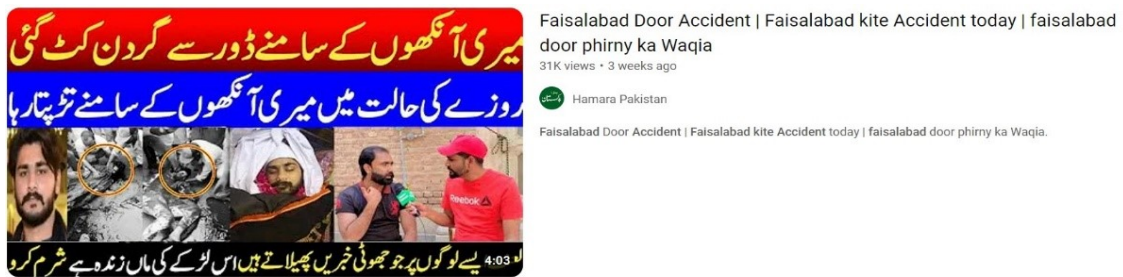 میری آنکھوں کے سامنے ڈور سے گردن کٹ گئی
روزے کی حالت میں میری آنکھوں کے سامنے تڑپتا رہا
Reebok
یسے لوگوں پر جو جھوٹی خبریں پھیلاتے ہیں اس لڑکے کی ماں زندہ ہے شرم کرو
4:03
Faisalabad Door Accident | Faisalabad kite Accident today | faisalabad
door phirny ka Waqia
31K views • 3 weeks ago
Hamara Pakistan
Faisalabad Door Accident | Faisalabad kite Accident today | faisalabad door phirny ka Waqia.